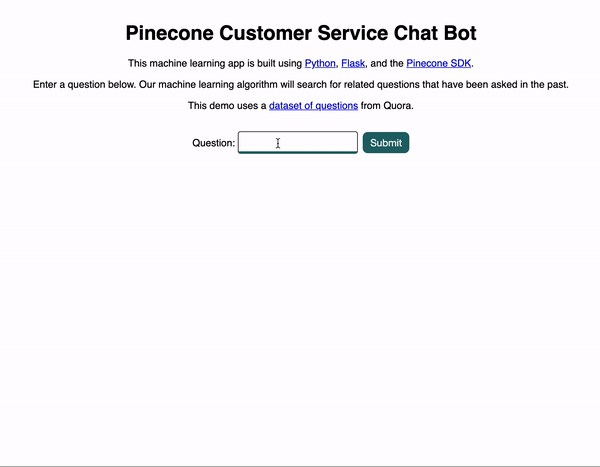 Pinecone Customer Service Chat Bot
This machine learning app is built using Python, Flask, and the Pinecone SDK.
Enter a question below. Our machine learning algorithm will search for related questions that have been asked in the past.
This demo uses a dataset of questions from Quora.
Question: Submit